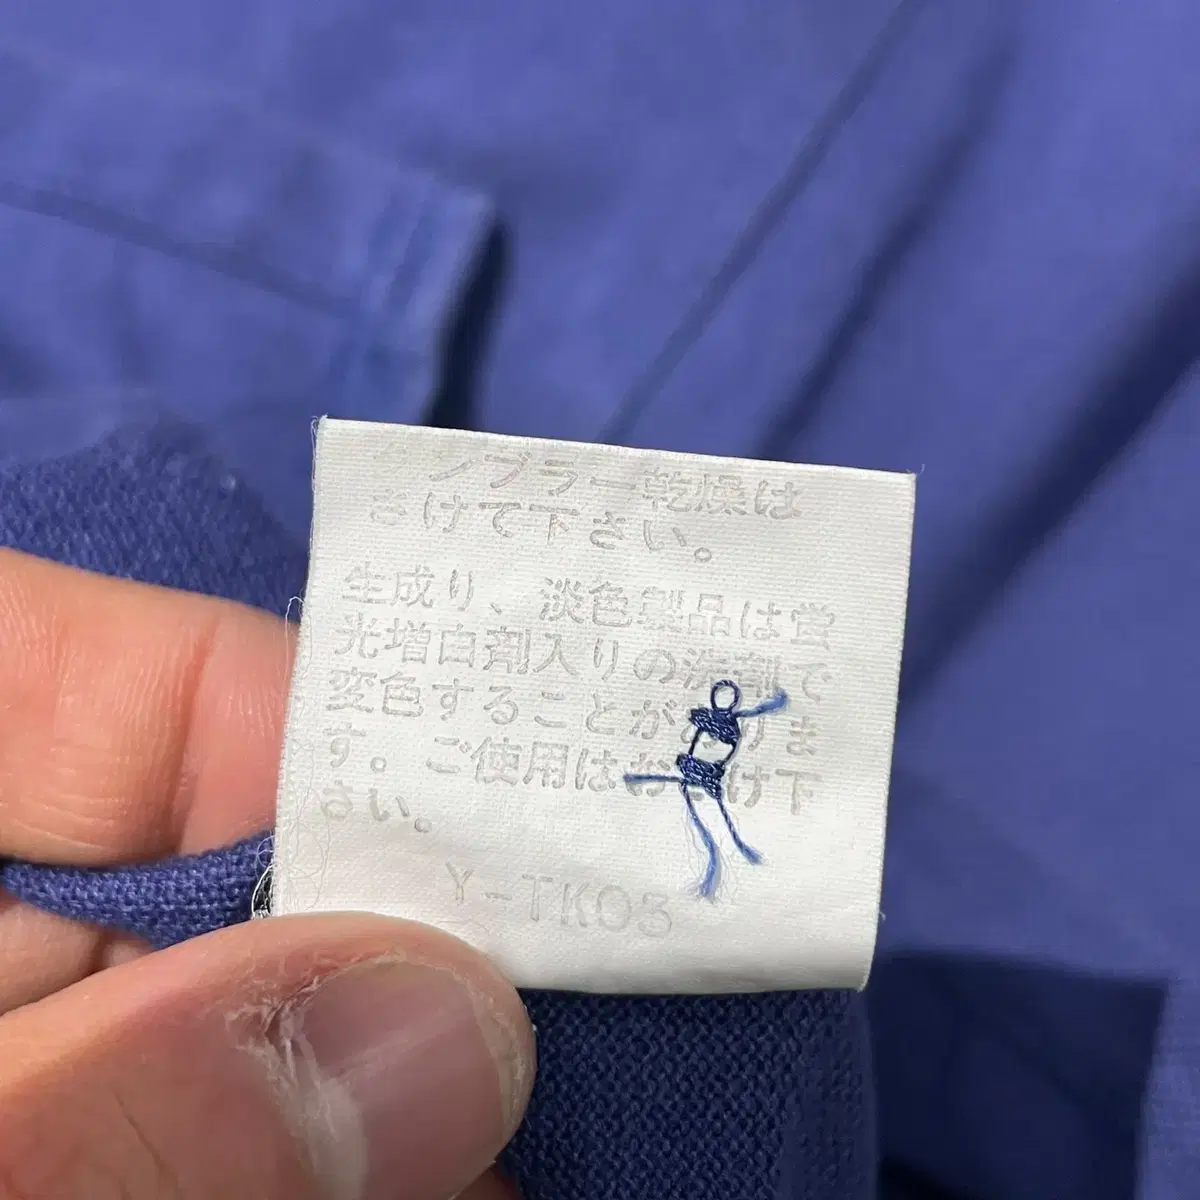 タンブラー乾燥は
さけて下さい。
生成り、淡色製品は蛍
光増白剤入りの洗剤で
変色することがありま
す。ご使用はおさけ下
さい。
Y-TK03